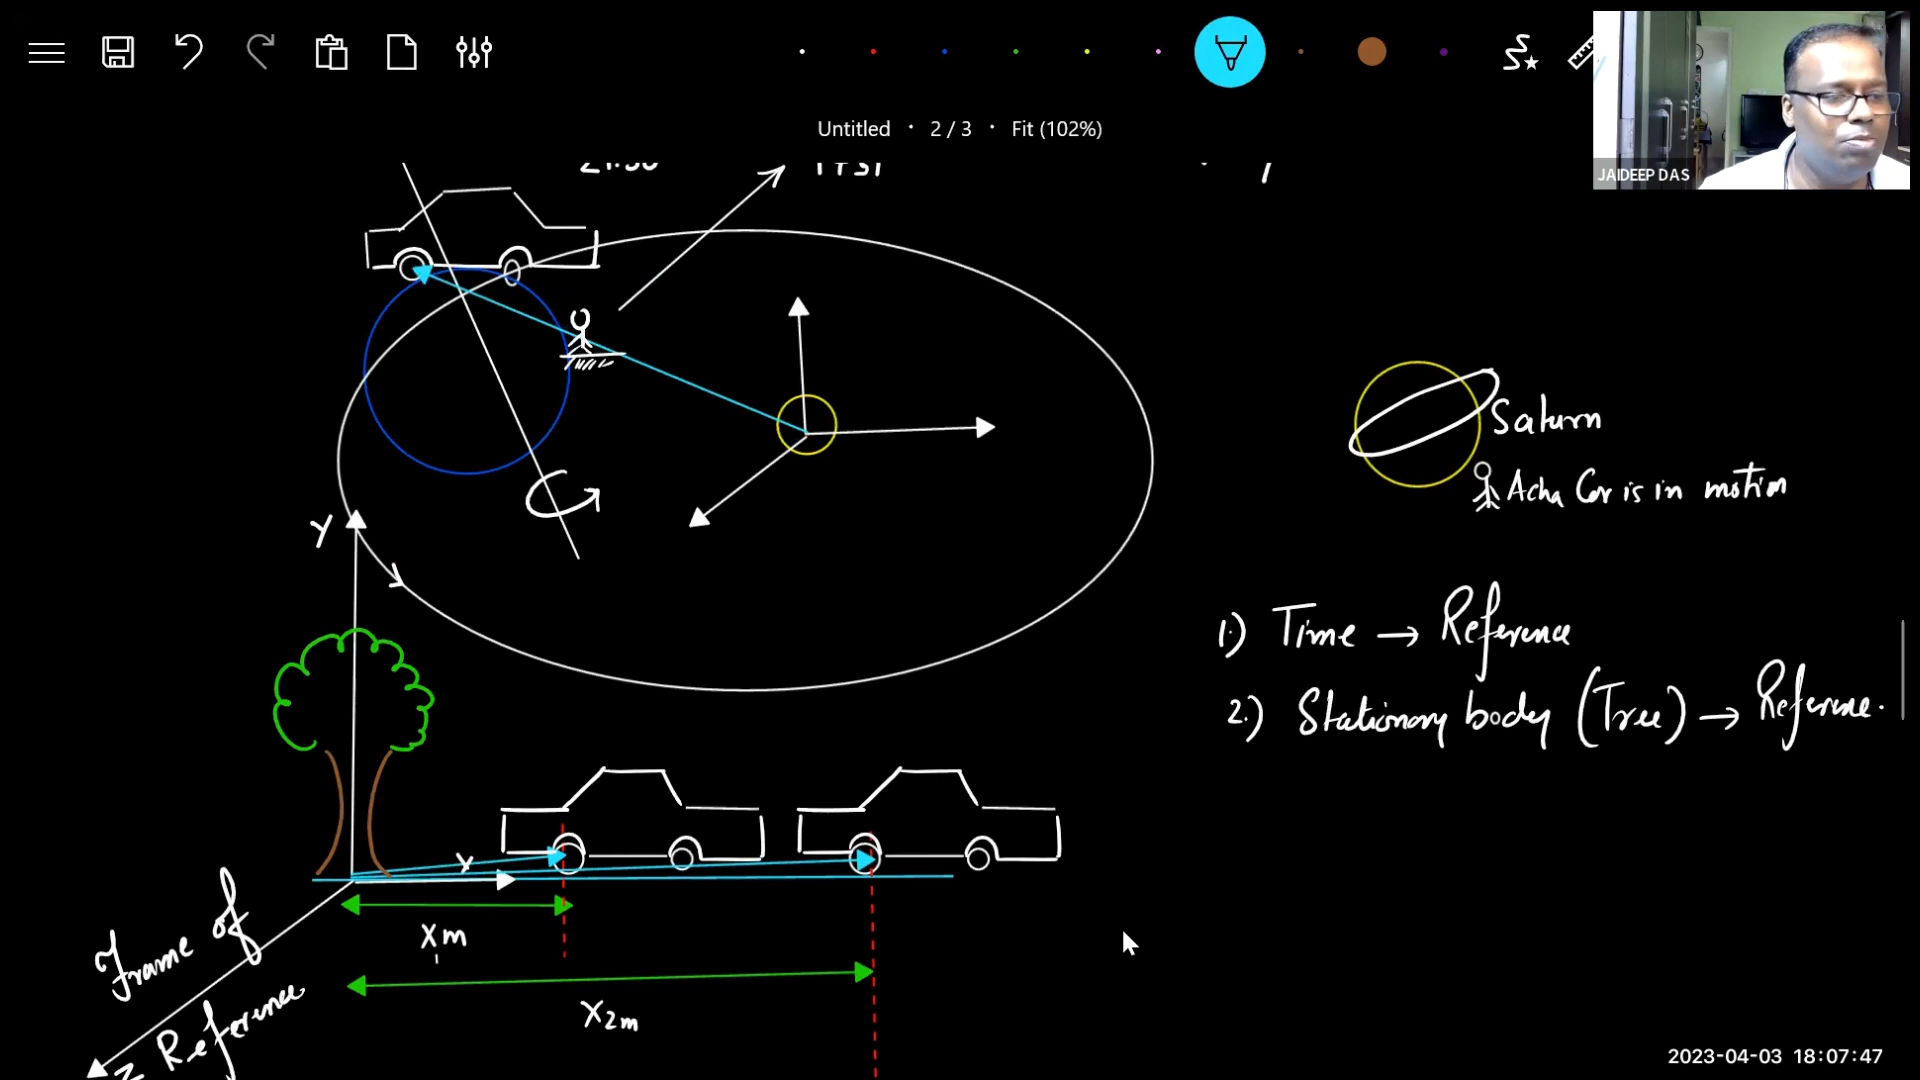 Untitled · 2 / 3 · Fit (102%)
JAIDEEP DAS
Saturn
Acha Car is in motion
Y
1.) Time → Reference
2.) Stationary body (Tree) → Reference.
X
Frame of
Reference
Z
Xm
X2m
2023-04-03 18:07:47